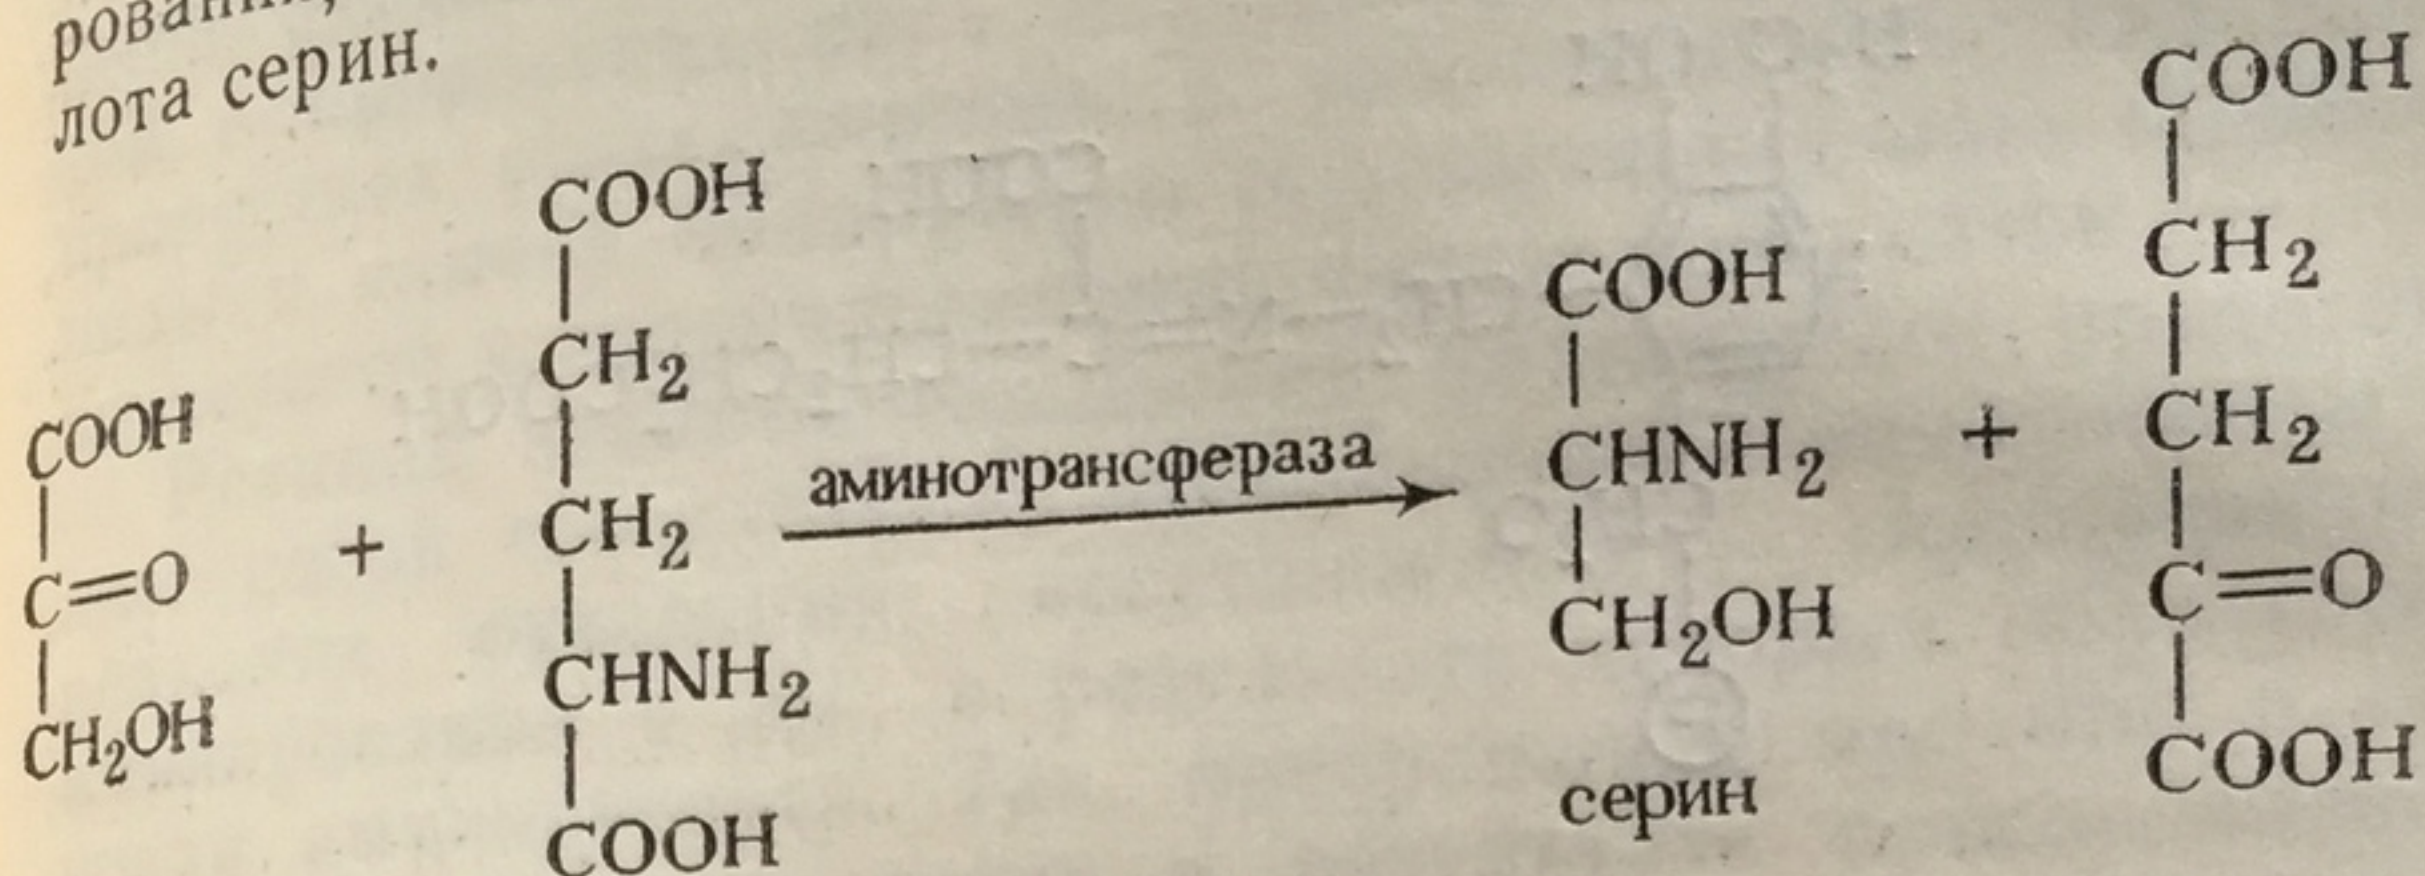 лота серин.
COOH
|
C=O
|
CH₂OH
+
COOH
|
CH₂
|
CH₂
|
CHNH₂
|
COOH
аминотрансфераза
COOH
|
CHNH₂
|
CH₂OH
серин
+
COOH
|
CH₂
|
CH₂
|
C=O
|
COOH